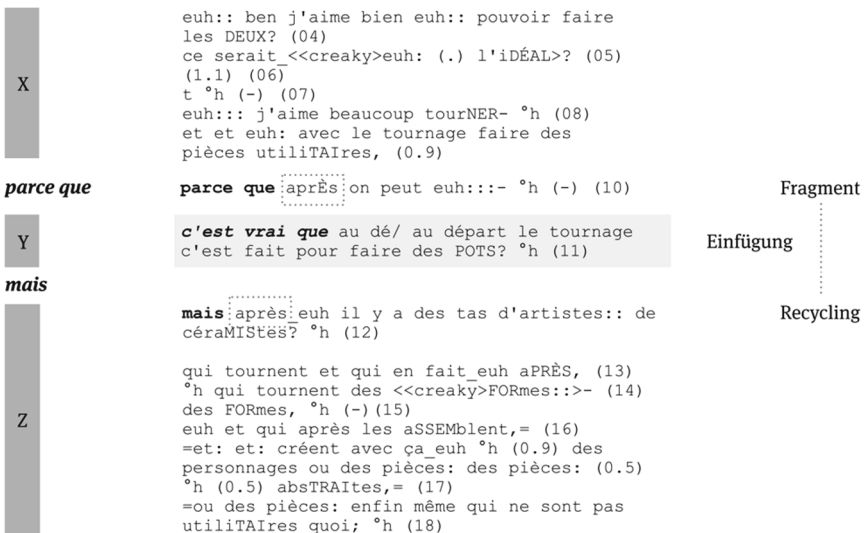 euh:: ben j'aime bien euh:: pouvoir faire
les DEUX? (04)
ce serait_<<creaky>euh: (.) l'iDÉAL>? (05)
(1.1) (06)
t °h (-) (07)
euh::: j'aime beaucoup tourNER- °h (08)
et et euh: avec le tournage faire des
pièces utiliTAIres, (0.9)
X
parce que parce que aprÈs on peut euh:::- °h (-) (10) Fragment
c'est vrai que au dé/ au départ le tournage
c'est fait pour faire des POTS? °h (11)
Y
Einfügung
mais
mais après_euh il y a des tas d'artistes:: de
céraMIStes? °h (12)
Recycling
qui tournent et qui en fait_euh aPRÈS, (13)
°h qui tournent des <<creaky>FORmes::>- (14)
des FORmes, °h (-)(15)
euh et qui après les aSSEMblent,= (16)
=et: et: créent avec ça_euh °h (0.9) des
personnages ou des pièces: des pièces: (0.5)
°h (0.5) absTRAItes,= (17)
=ou des pièces: enfin même qui ne sont pas
utiliTAIres quoi; °h (18)
Z